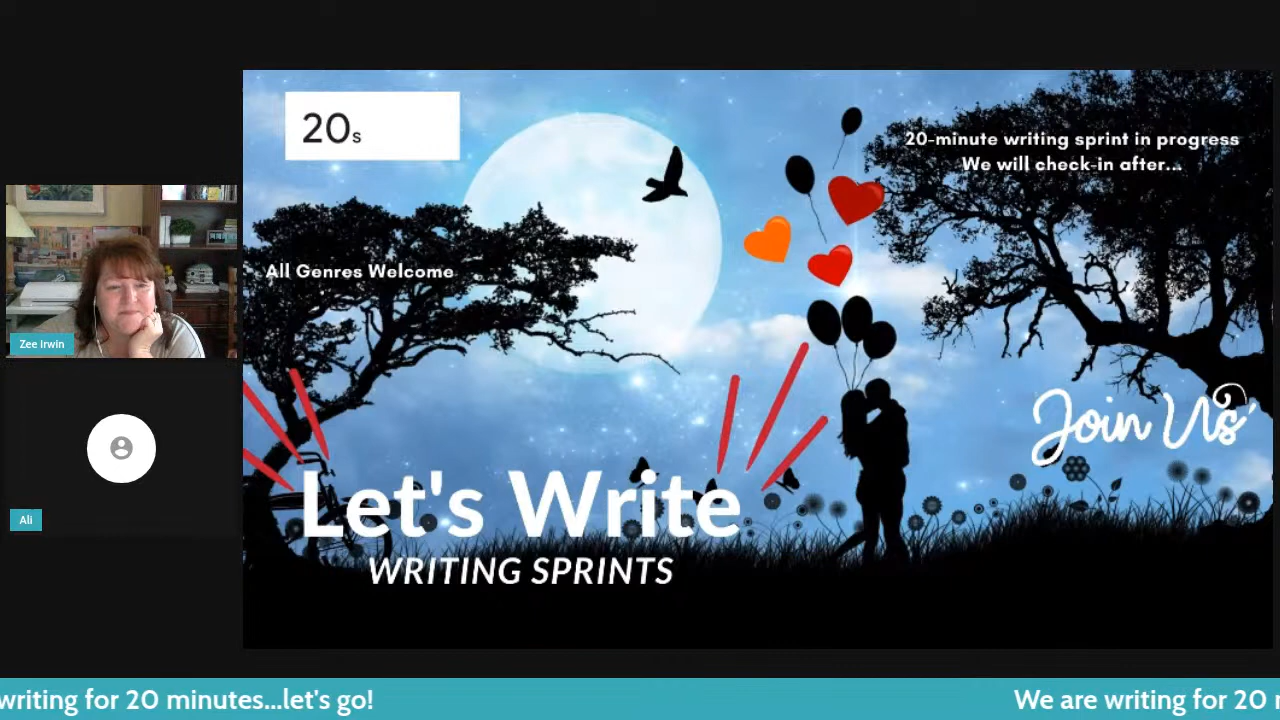 20s
20-minute writing sprint in progress
We will check-in after...
All Genres Welcome
Zee Irwin
Join Us
Let's Write
WRITING SPRINTS
Ali
writing for 20 minutes...let's go!
We are writing for 20